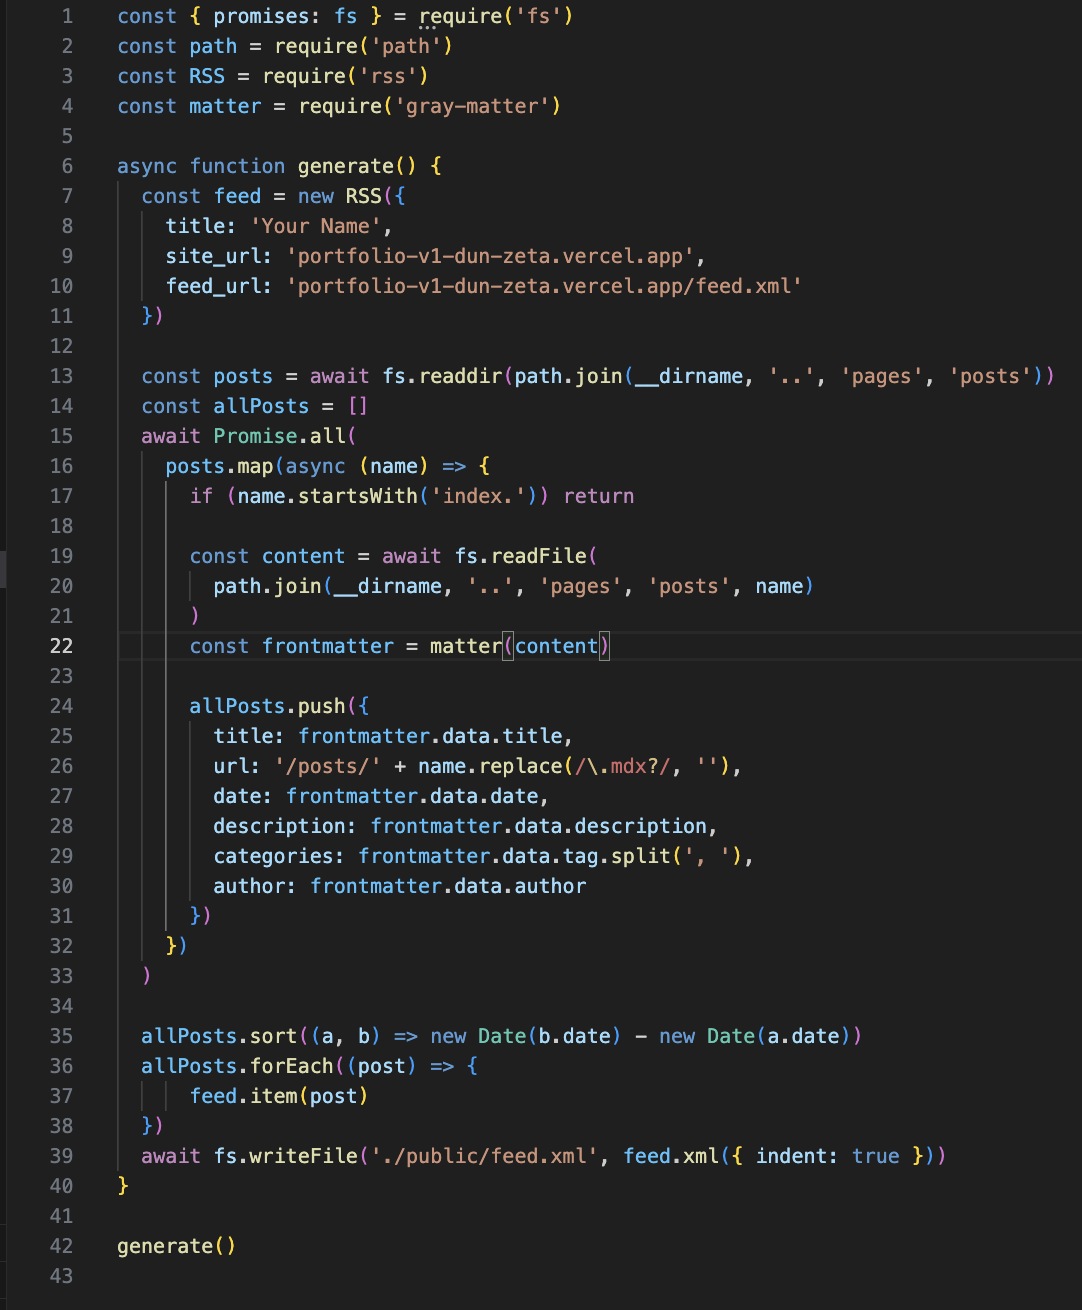 1 const { promises: fs } = require('fs')
2 const path = require('path')
3 const RSS = require('rss')
4 const matter = require('gray-matter')
5
6 async function generate() {
7   const feed = new RSS({
8     title: 'Your Name',
9     site_url: 'portfolio-v1-dun-zeta.vercel.app',
10     feed_url: 'portfolio-v1-dun-zeta.vercel.app/feed.xml'
11   })
12
13   const posts = await fs.readdir(path.join(__dirname, '..', 'pages', 'posts'))
14   const allPosts = []
15   await Promise.all(
16     posts.map(async (name) => {
17       if (name.startsWith('index.')) return
18
19       const content = await fs.readFile(
20         path.join(__dirname, '..', 'pages', 'posts', name)
21       )
22       const frontmatter = matter(content)
23
24       allPosts.push({
25         title: frontmatter.data.title,
26         url: '/posts/' + name.replace(/\.mdx?/, ''),
27         date: frontmatter.data.date,
28         description: frontmatter.data.description,
29         categories: frontmatter.data.tag.split(', '),
30         author: frontmatter.data.author
31       })
32     })
33   )
34
35   allPosts.sort((a, b) => new Date(b.date) - new Date(a.date))
36   allPosts.forEach((post) => {
37       feed.item(post)
38   })
39   await fs.writeFile('./public/feed.xml', feed.xml({ indent: true }))
40 }
41
42 generate()
43